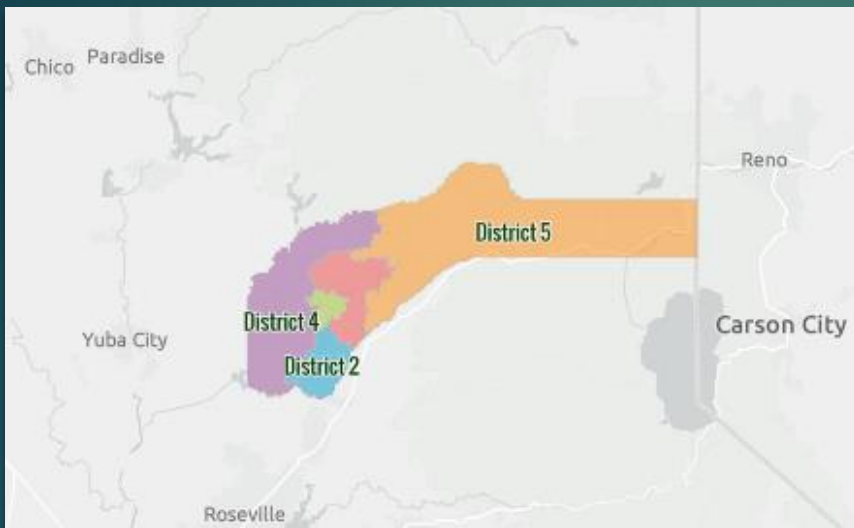 Paradise
Chico
Reno
District 5
District 4
Carson City
Yuba City
District 2
Roseville